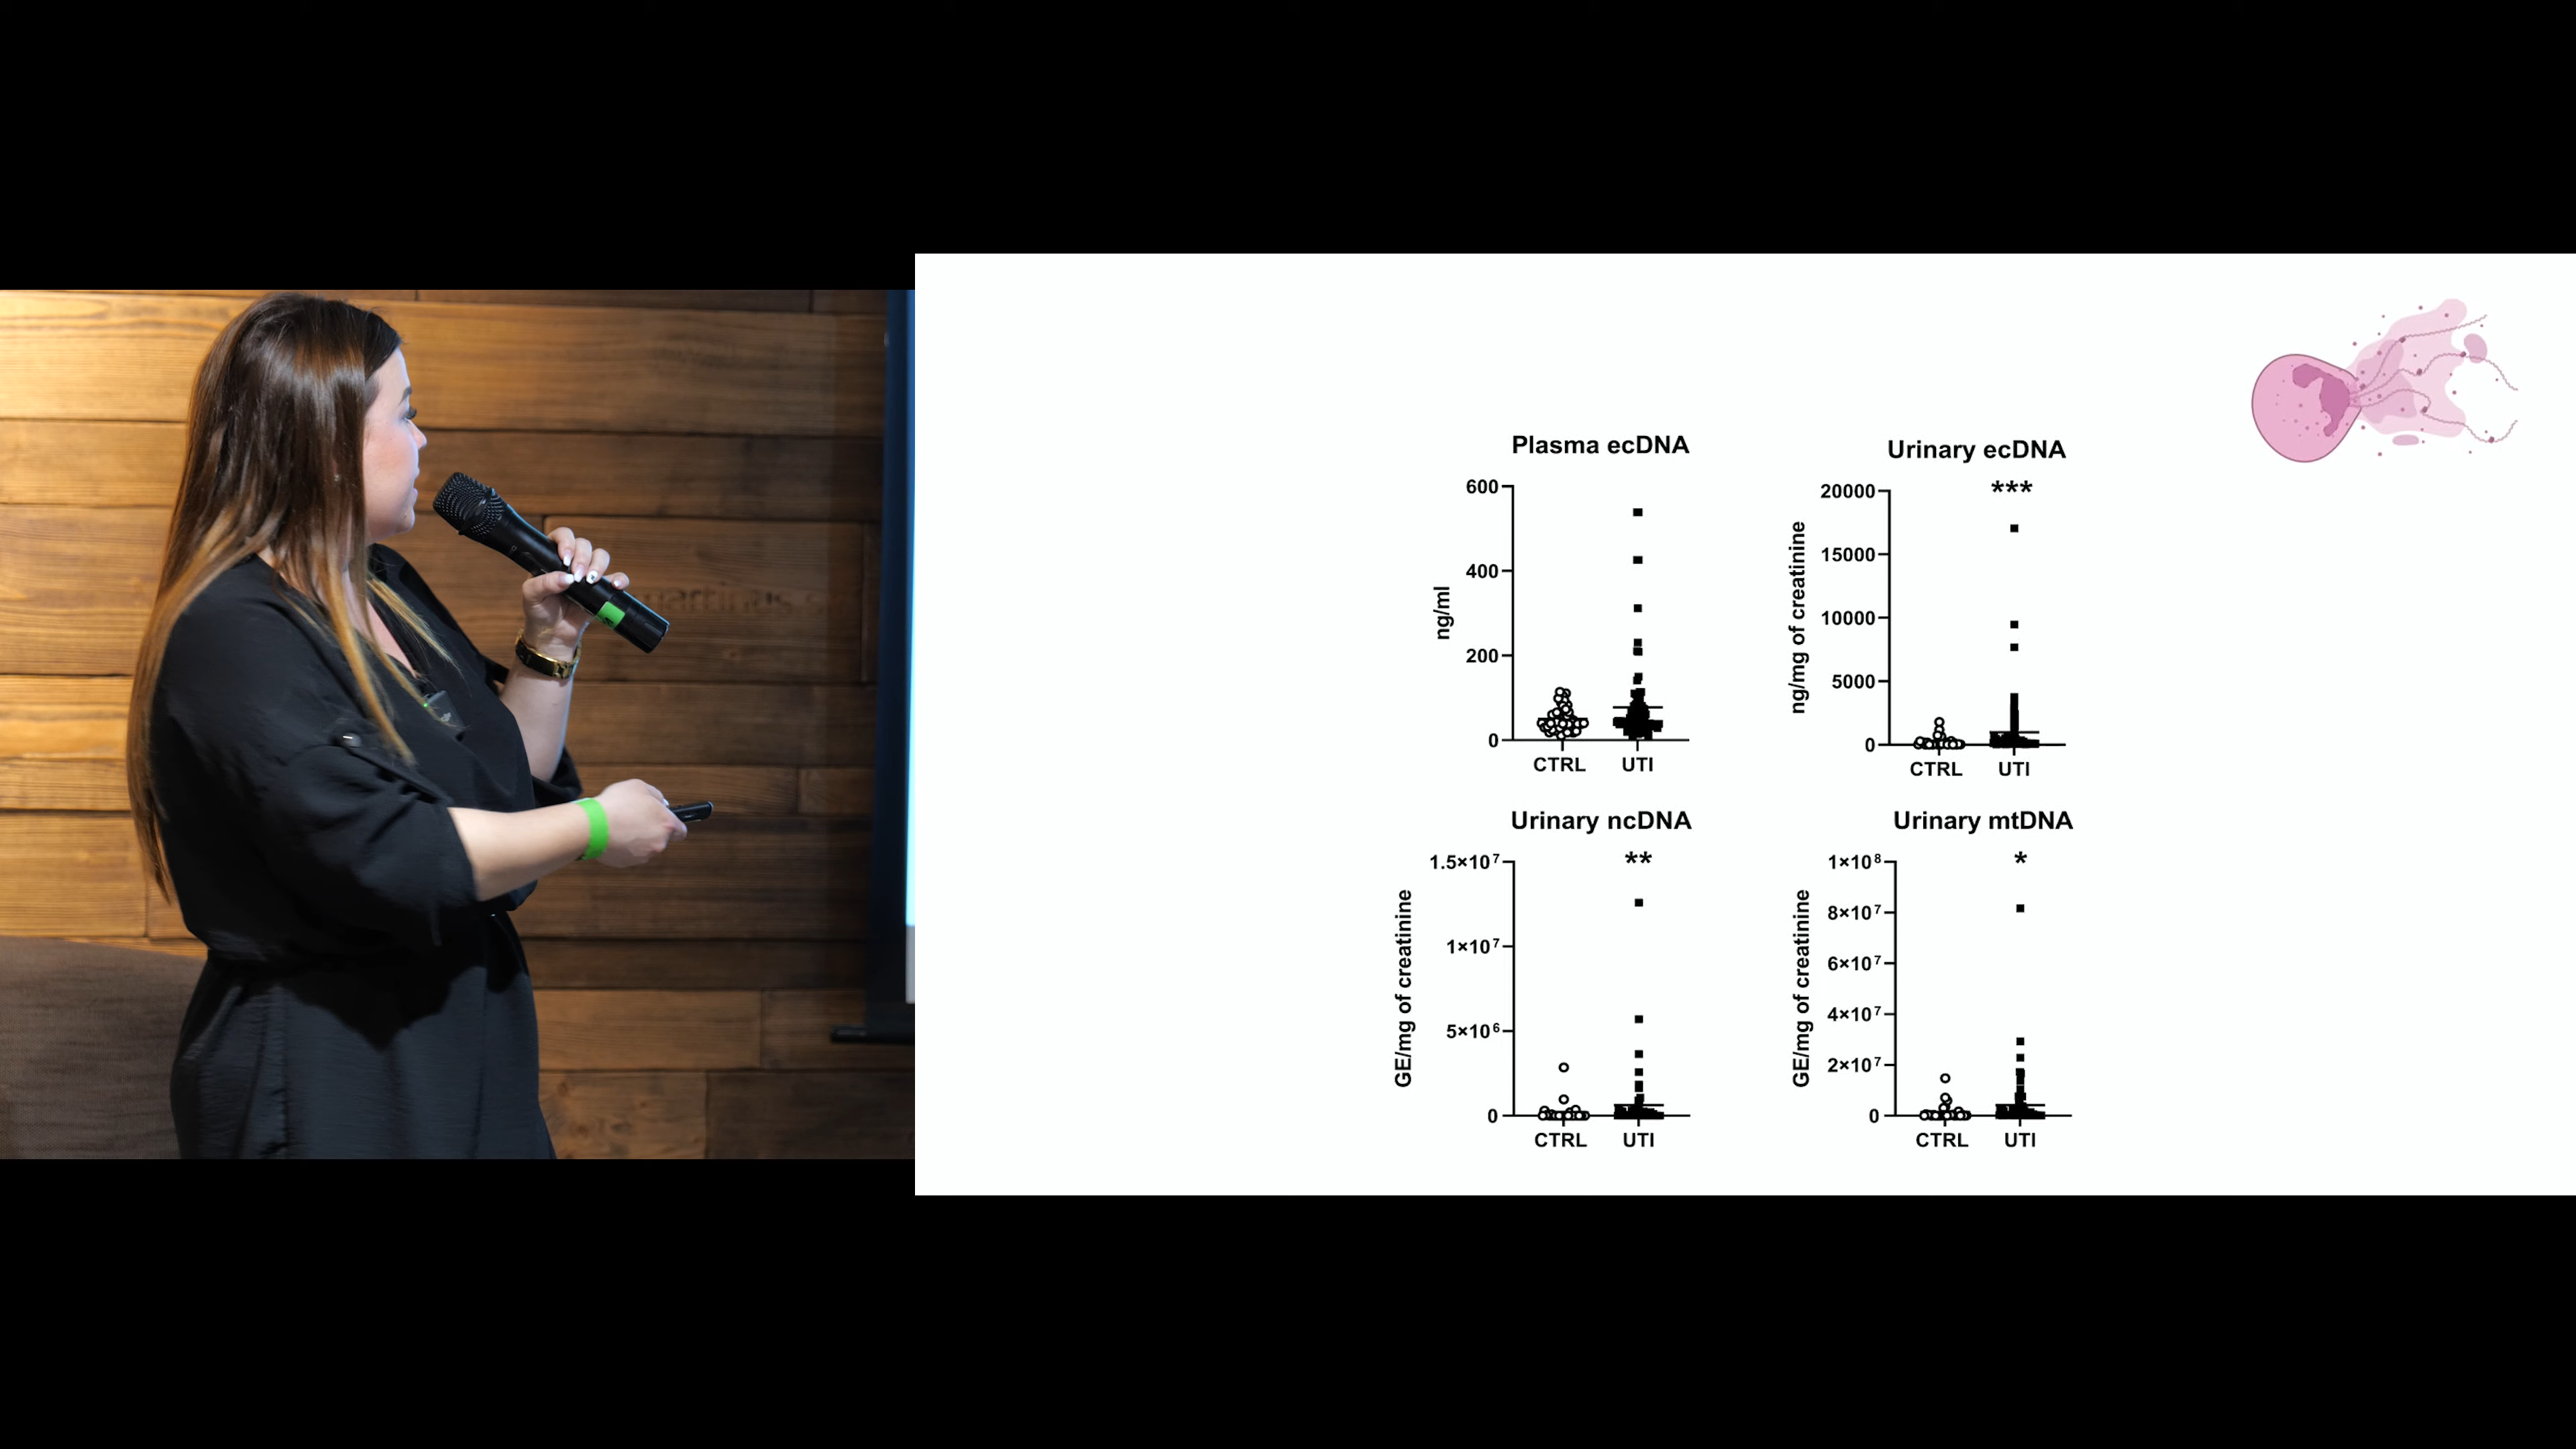 Plasma ecDNA
600
400
200
0
ng/ml
CTRL UTI
Urinary ecDNA
***
20000
15000
10000
5000
0
ng/mg of creatinine
CTRL UTI
Urinary ncDNA
**
1.5×10⁷
1×10⁷
5×10⁶
0
GE/mg of creatinine
CTRL UTI
Urinary mtDNA
*
1×10⁸
8×10⁷
6×10⁷
4×10⁷
2×10⁷
0
GE/mg of creatinine
CTRL UTI